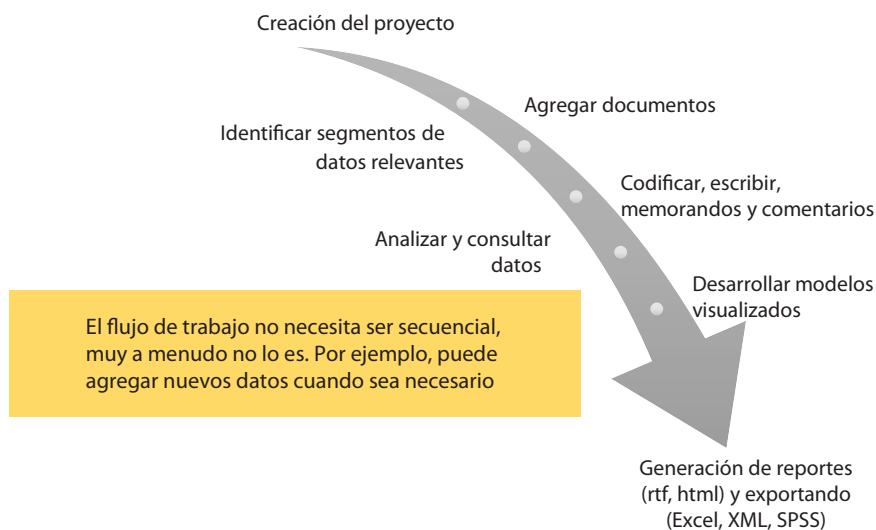 Creación del proyecto
Agregar documentos
Identificar segmentos de
datos relevantes
Codificar, escribir,
memorandos y comentarios
Analizar y consultar
datos
Desarrollar modelos
visualizados
El flujo de trabajo no necesita ser secuencial,
muy a menudo no lo es. Por ejemplo, puede
agregar nuevos datos cuando sea necesario
Generación de reportes
(rtf, html) y exportando
(Excel, XML, SPSS)